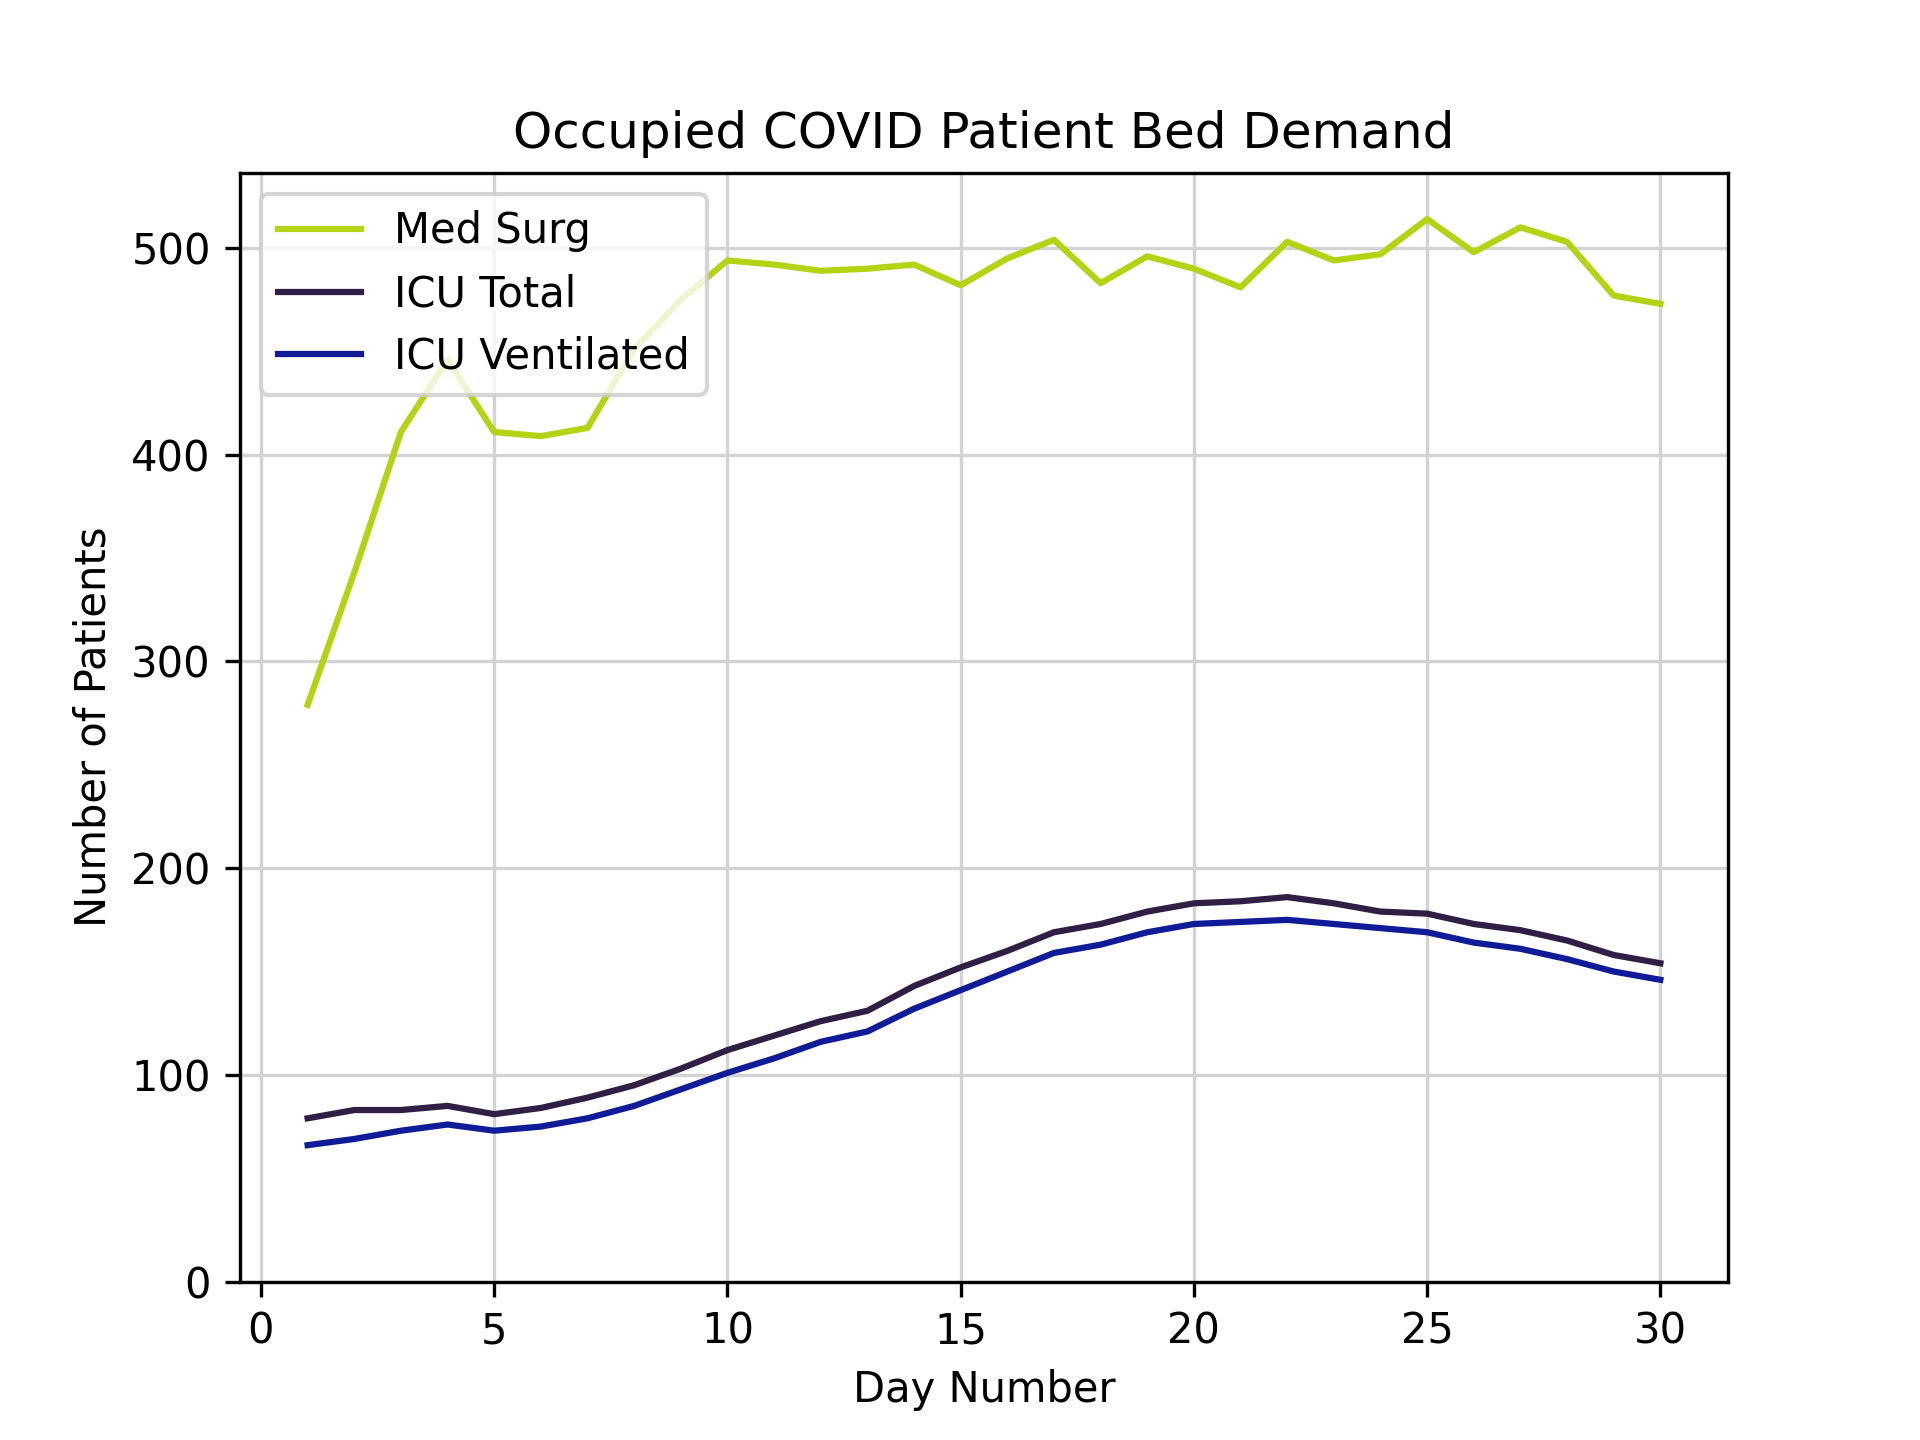 Occupied COVID Patient Bed Demand
Med Surg
ICU Total
ICU Ventilated
500
400
300
200
100
0
Number of Patients
0 5 10 15 20 25 30
Day Number